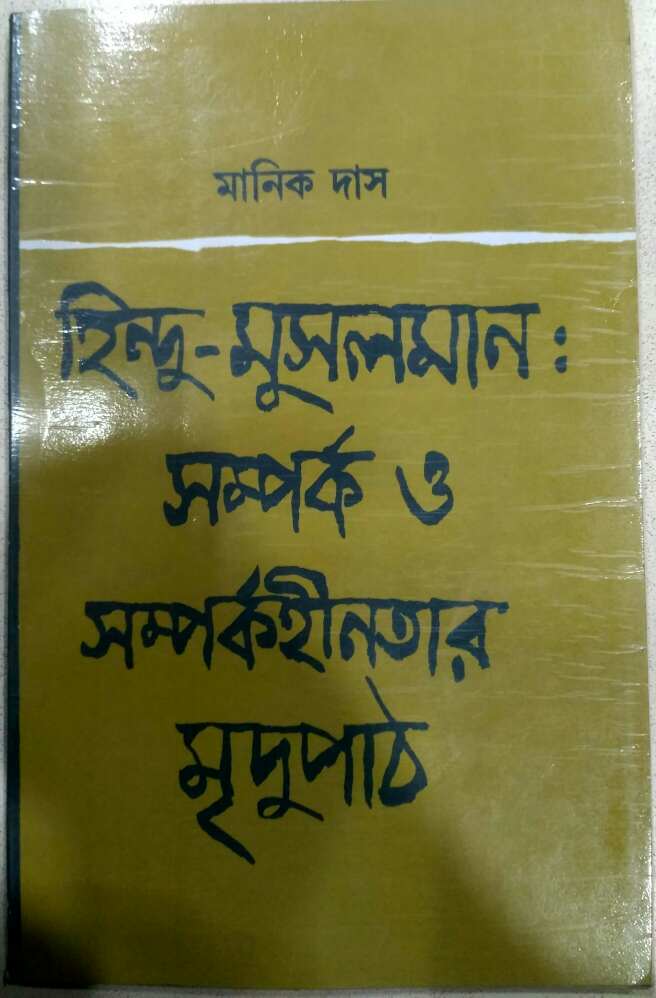 মানিক দাস
হিন্দু-মুসলমান :
সম্পর্ক ও
সম্পর্কহীনতার
মৃদুপাঠ